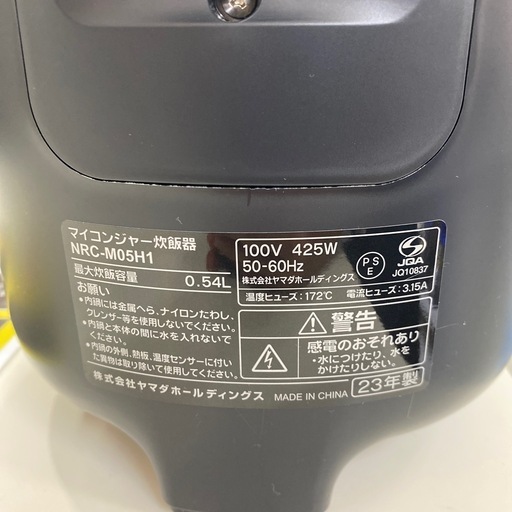 マイコンジャー炊飯器
NRC-M05H1
最大炊飯容量 0.54L
お願い
•内鍋には金属へら、ナイロンたわし、
クレンザー等を使用しないでください。
•内鍋と本体の間に水を入れないで
ください。
•内鍋の外側、熱板、温度センサーに付い
た異物は取り除いて使用してください。
100V 425W
50-60Hz
株式会社ヤマダホールディングス
PS
E
JQA
JQ10837
温度ヒューズ：172℃ 電流ヒューズ：3.15A
警告
感電のおそれあり
•水につけたり、水を
かけたりしない。
株式会社ヤマダホールディングス MADE IN CHINA 23年製